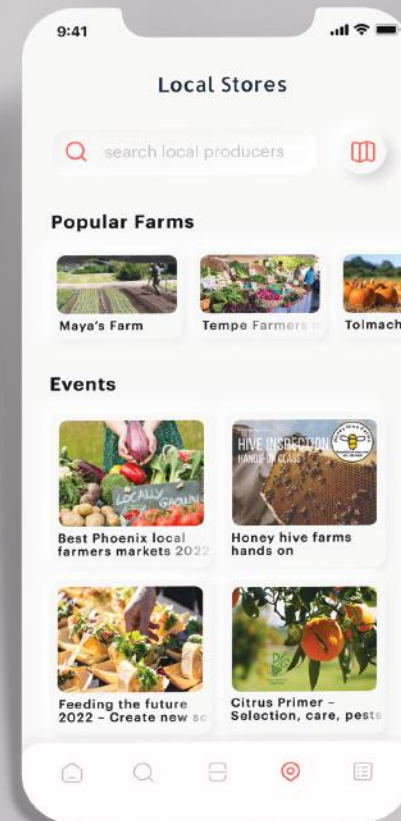 9:41
Local Stores
search local producers
Popular Farms
Maya's Farm
Tempe Farmers
Tolmach
Events
LOCALLY
GROWN
HIVE INSPECTION
HANDS-ON CLASS
Best Phoenix local
farmers markets 2022
Honey hive farms
hands on
Feeding the future
2022 – Create new sc
Citrus Primer –
Selection, care, pests